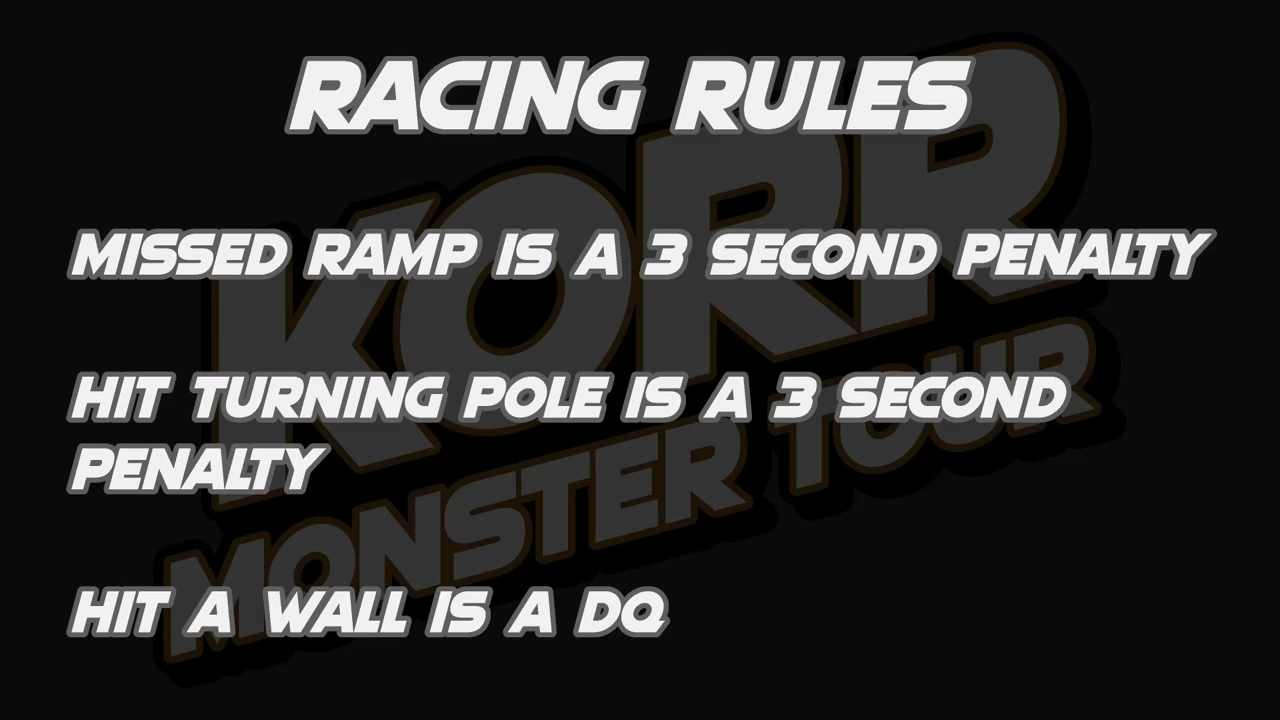 RACING RULES
KORR
MONSTER TOUR
MISSED RAMP IS A 3 SECOND PENALTY
HIT TURNING POLE IS A 3 SECOND
PENALTY
HIT A WALL IS A DQ